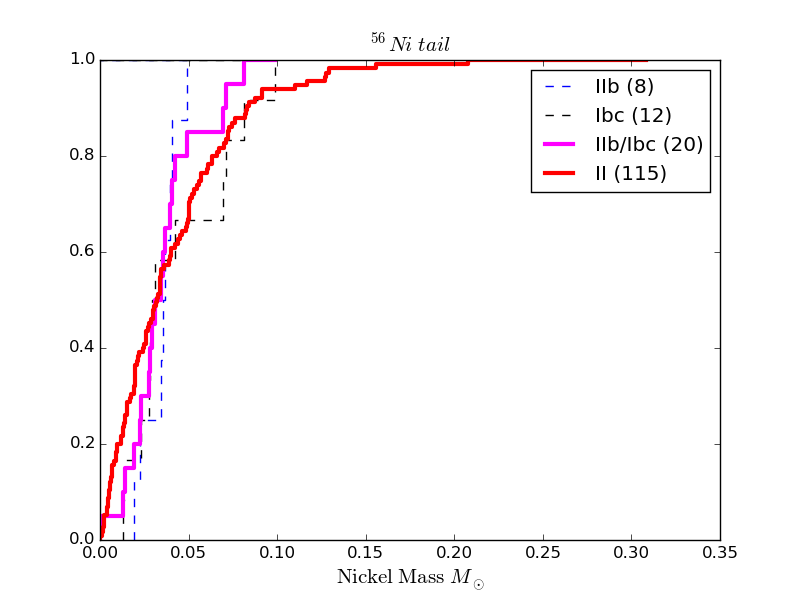 ⁵⁶Ni tail
1.0
0.8
0.6
0.4
0.2
0.0
0.00 0.05 0.10 0.15 0.20 0.25 0.30 0.35
Nickel Mass M☉
IIb (8)
Ibc (12)
IIb/Ibc (20)
II (115)